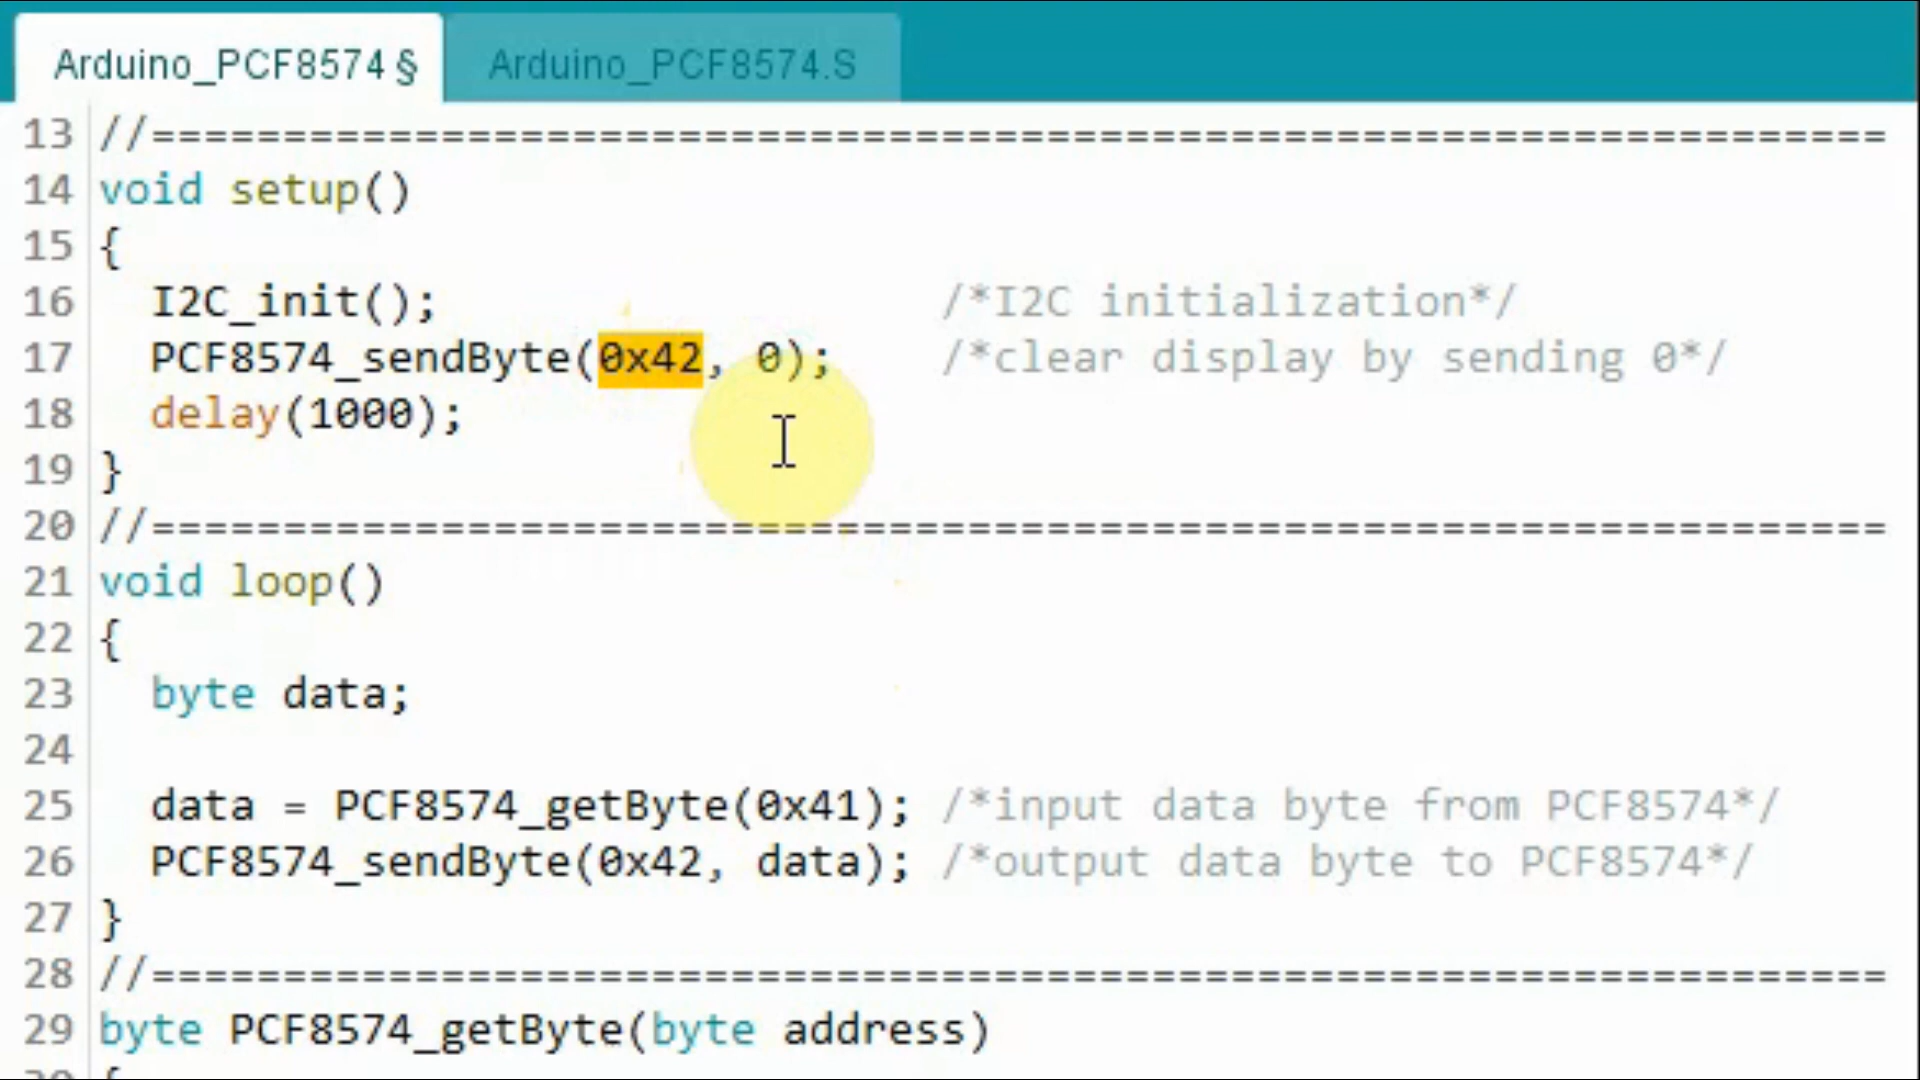 Arduino_PCF8574 § Arduino_PCF8574.S
13 //==================================================================
14 void setup()
15 {
16 I2C_init(); /*I2C initialization*/
17 PCF8574_sendByte(0x42, 0); /*clear display by sending 0*/
18 delay(1000);
19 }
20 //==================================================================
21 void loop()
22 {
23 byte data;
24
25 data = PCF8574_getByte(0x41); /*input data byte from PCF8574*/
26 PCF8574_sendByte(0x42, data); /*output data byte to PCF8574*/
27 }
28 //==================================================================
29 byte PCF8574_getByte(byte address)
30 {